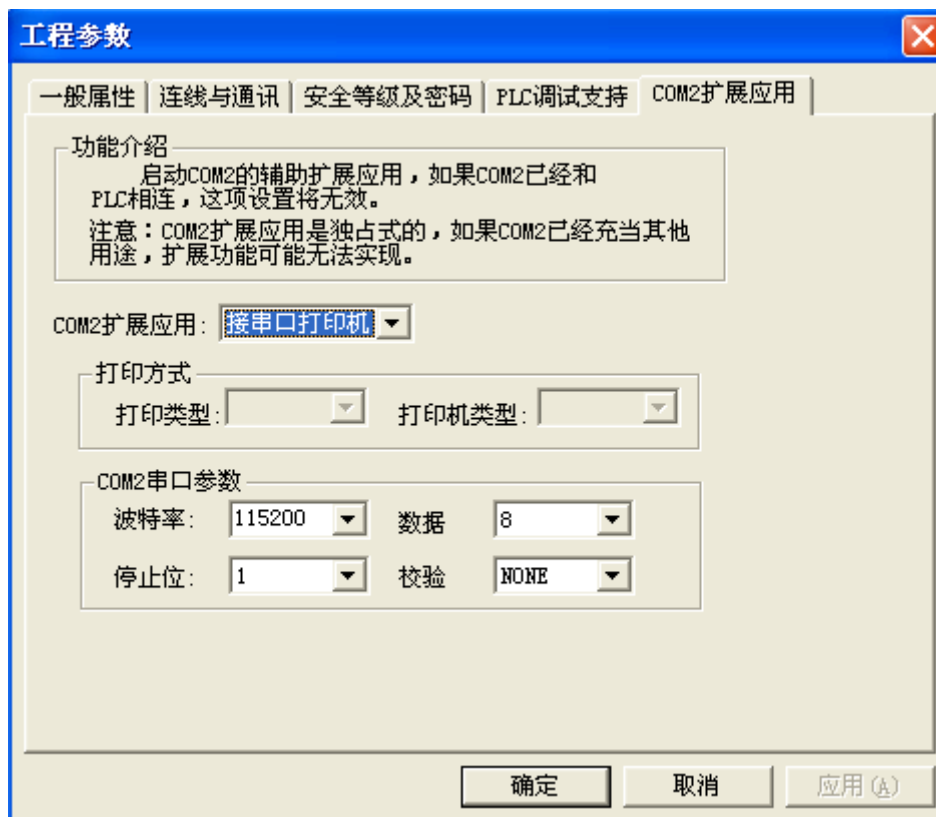 工程参数
一般属性 连线与通讯 安全等级及密码 PLC调试支持 COM2扩展应用
功能介绍
启动COM2的辅助扩展应用，如果COM2已经和
PLC相连，这项设置将无效。
注意：COM2扩展应用是独占式的，如果COM2已经充当其他
用途，扩展功能可能无法实现。
COM2扩展应用: 接串口打印机
打印方式
打印类型: 打印机类型:
COM2串口参数
波特率: 115200 数据 8
停止位: 1 校验 NONE
确定 取消 应用(A)